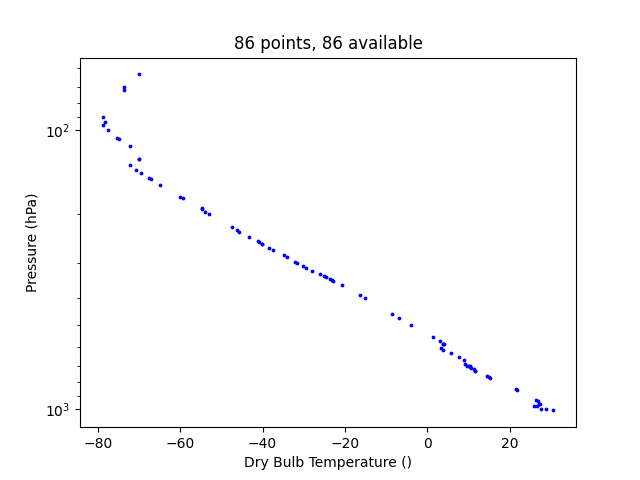 86 points, 86 available
10²
10³
Pressure (hPa)
−80 −60 −40 −20 0 20
Dry Bulb Temperature ()